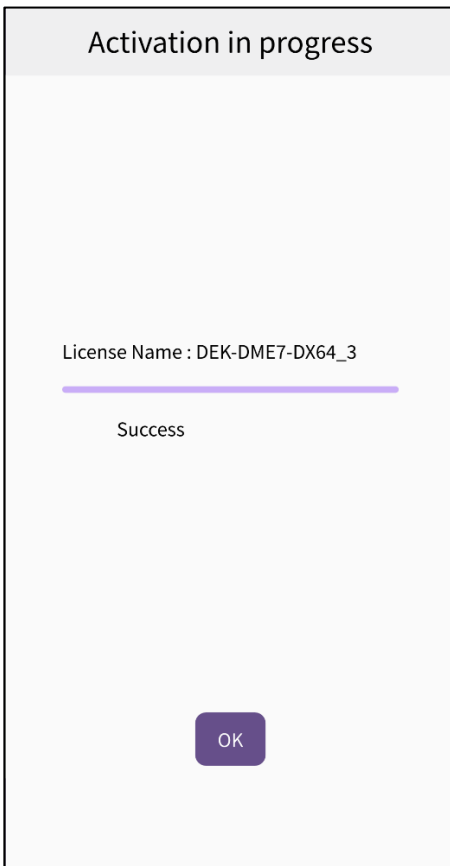 Activation in progress
License Name : DEK-DME7-DX64_3
Success
OK